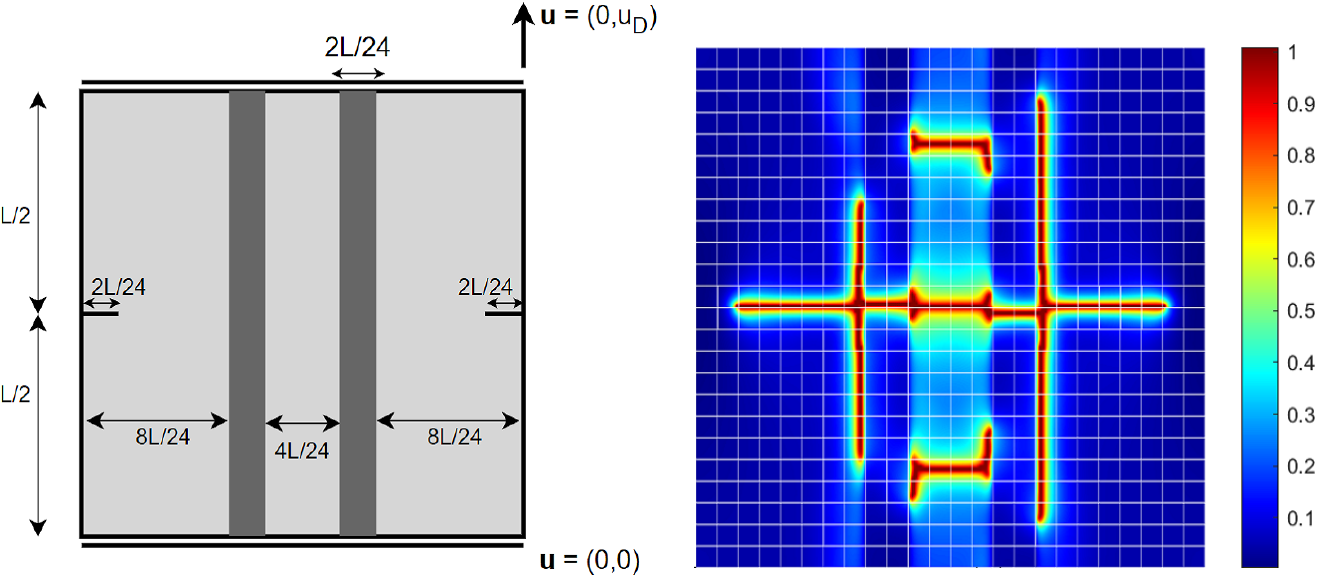 u = (0,uD)
2L/24
L/2
2L/24
2L/24
L/2
8L/24
4L/24
8L/24
u = (0,0)
1
0.9
0.8
0.7
0.6
0.5
0.4
0.3
0.2
0.1